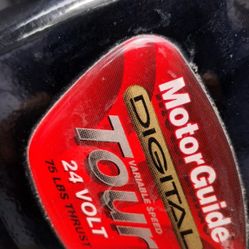 MotorGuide
DIGITAL
VARIABLE SPEED
Tour
24 VOLT
75 LBS THRUST